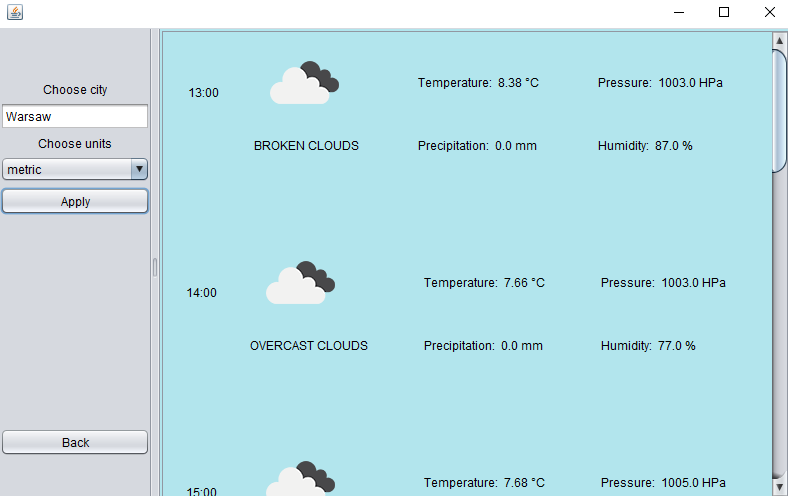 Choose city
Warsaw
Choose units
metric
Apply
Back
13:00
BROKEN CLOUDS
Temperature: 8.38 °C
Pressure: 1003.0 HPa
Precipitation: 0.0 mm
Humidity: 87.0 %
14:00
OVERCAST CLOUDS
Temperature: 7.66 °C
Pressure: 1003.0 HPa
Precipitation: 0.0 mm
Humidity: 77.0 %
15:00
Temperature: 7.68 °C
Pressure: 1005.0 HPa